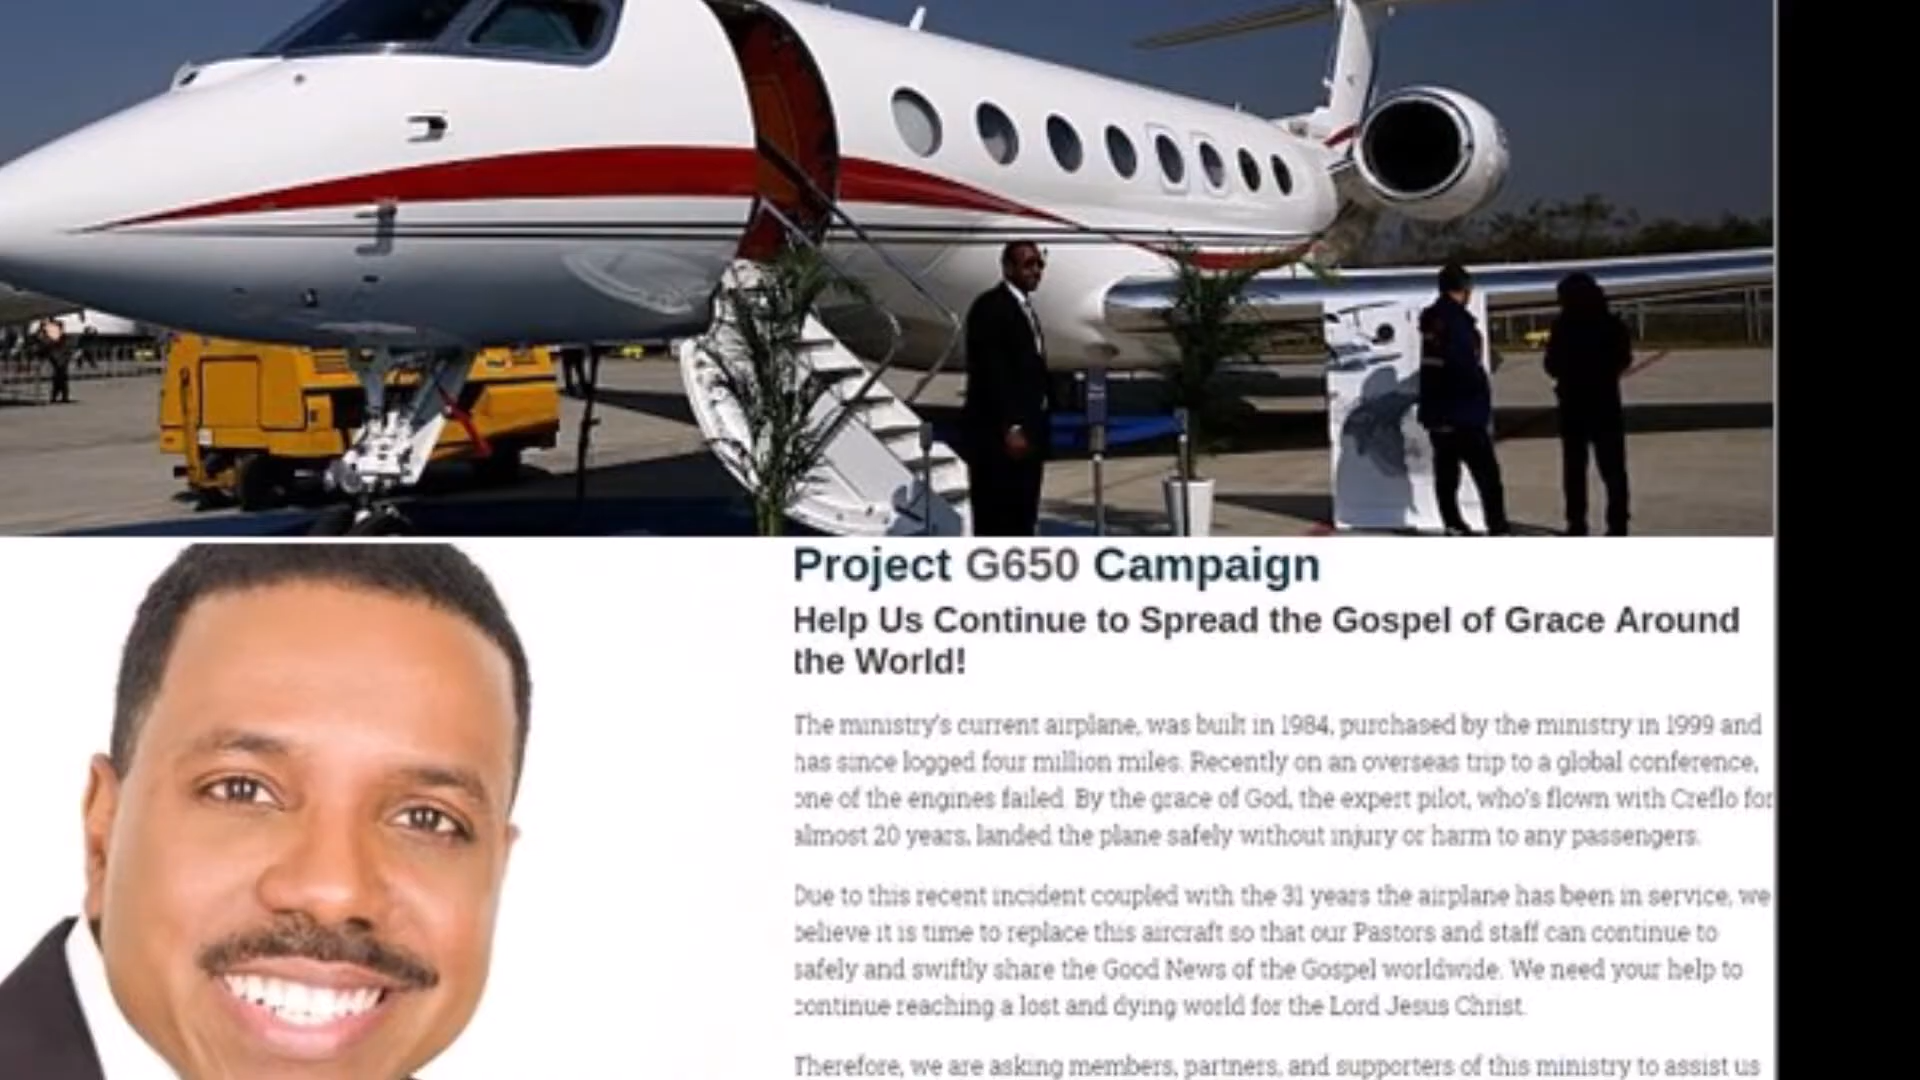 Project G650 Campaign
Help Us Continue to Spread the Gospel of Grace Around
the World!
The ministry's current airplane, was built in 1984, purchased by the ministry in 1999 and
has since logged four million miles. Recently on an overseas trip to a global conference,
one of the engines failed. By the grace of God, the expert pilot, who's flown with Creflo for
almost 20 years, landed the plane safely without injury or harm to any passengers.
Due to this recent incident coupled with the 31 years the airplane has been in service, we
believe it is time to replace this aircraft so that our Pastors and staff can continue to
safely and swiftly share the Good News of the Gospel worldwide. We need your help to
continue reaching a lost and dying world for the Lord Jesus Christ.
Therefore, we are asking members, partners, and supporters of this ministry to assist us